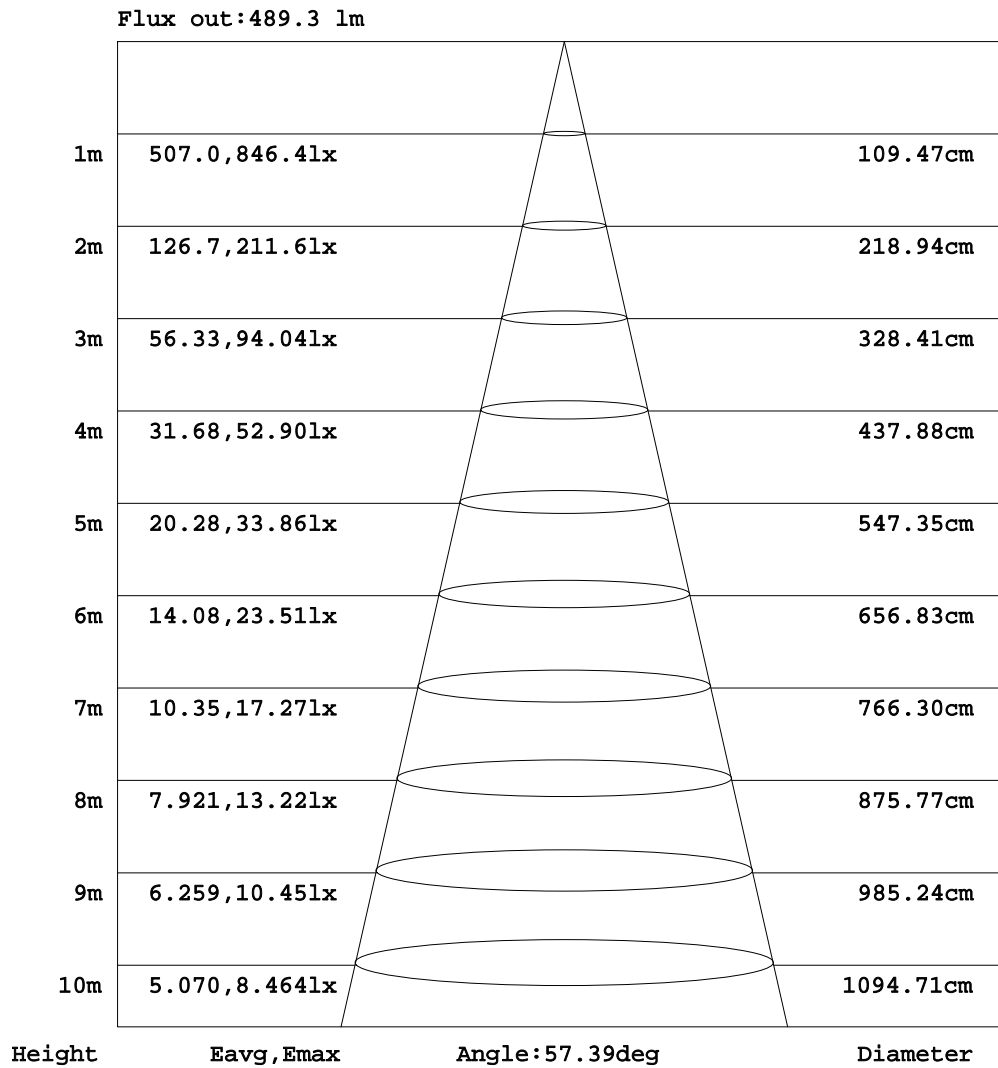 Flux out:489.3 lm
1m 507.0,846.4lx 109.47cm
2m 126.7,211.6lx 218.94cm
3m 56.33,94.04lx 328.41cm
4m 31.68,52.90lx 437.88cm
5m 20.28,33.86lx 547.35cm
6m 14.08,23.51lx 656.83cm
7m 10.35,17.27lx 766.30cm
8m 7.921,13.22lx 875.77cm
9m 6.259,10.45lx 985.24cm
10m 5.070,8.464lx 1094.71cm
Height Eavg,Emax Angle:57.39deg Diameter